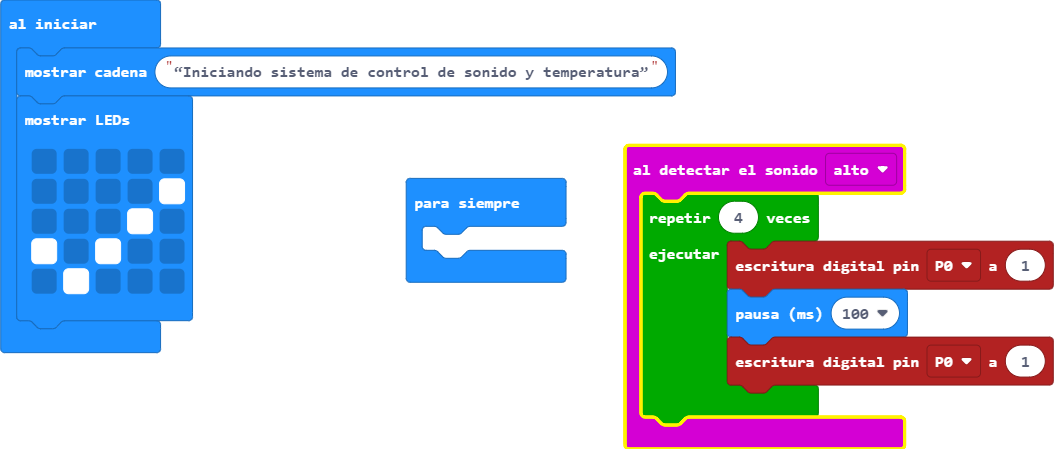 al iniciar
mostrar cadena "“Iniciando sistema de control de sonido y temperatura”"
mostrar LEDs
para siempre
al detectar el sonido alto
repetir 4 veces
ejecutar
escritura digital pin P0 a 1
pausa (ms) 100
escritura digital pin P0 a 1